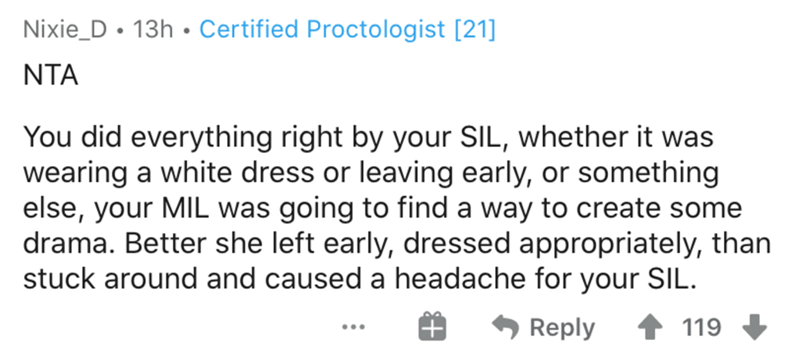 Nixie_D • 13h • Certified Proctologist [21]
NTA
You did everything right by your SIL, whether it was
wearing a white dress or leaving early, or something
else, your MIL was going to find a way to create some
drama. Better she left early, dressed appropriately, than
stuck around and caused a headache for your SIL.
... Reply 119